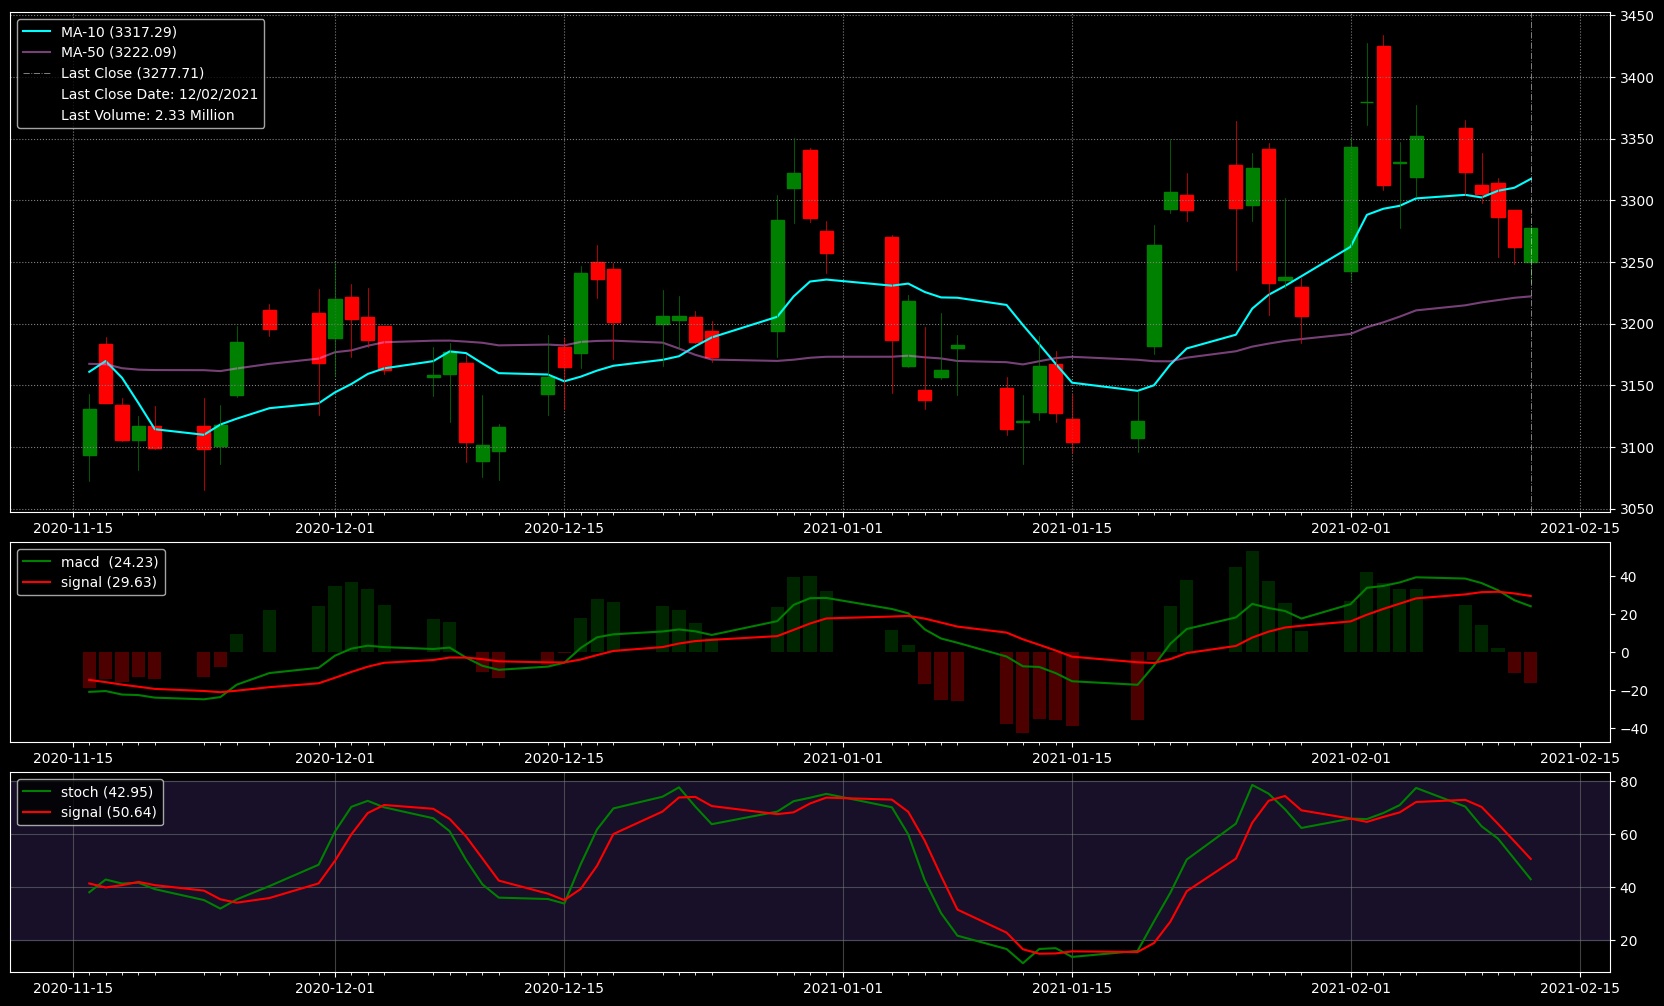 MA-10 (3317.29)
MA-50 (3222.09)
Last Close (3277.71)
Last Close Date: 12/02/2021
Last Volume: 2.33 Million
3450
3400
3350
3300
3250
3200
3150
3100
3050
2020-11-15 2020-12-01 2020-12-15 2021-01-01 2021-01-15 2021-02-01 2021-02-15
macd (24.23)
signal (29.63)
40
20
0
−20
−40
2020-11-15 2020-12-01 2020-12-15 2021-01-01 2021-01-15 2021-02-01 2021-02-15
stoch (42.95)
signal (50.64)
80
60
40
20
2020-11-15 2020-12-01 2020-12-15 2021-01-01 2021-01-15 2021-02-01 2021-02-15